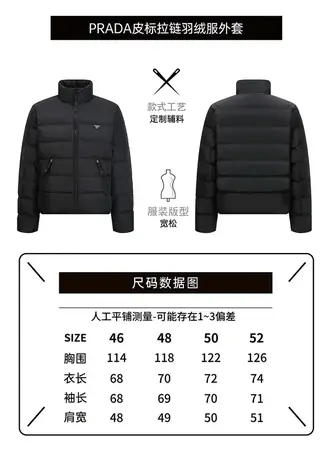 PRADA皮标拉链羽绒服外套
款式工艺
定制辅料
服装版型
宽松
尺码数据图
人工平铺测量-可能存在1~3偏差
SIZE 46 48 50 52
胸围 114 118 122 126
衣长 68 70 72 74
袖长 68 69 70 71
肩宽 48 49 50 51